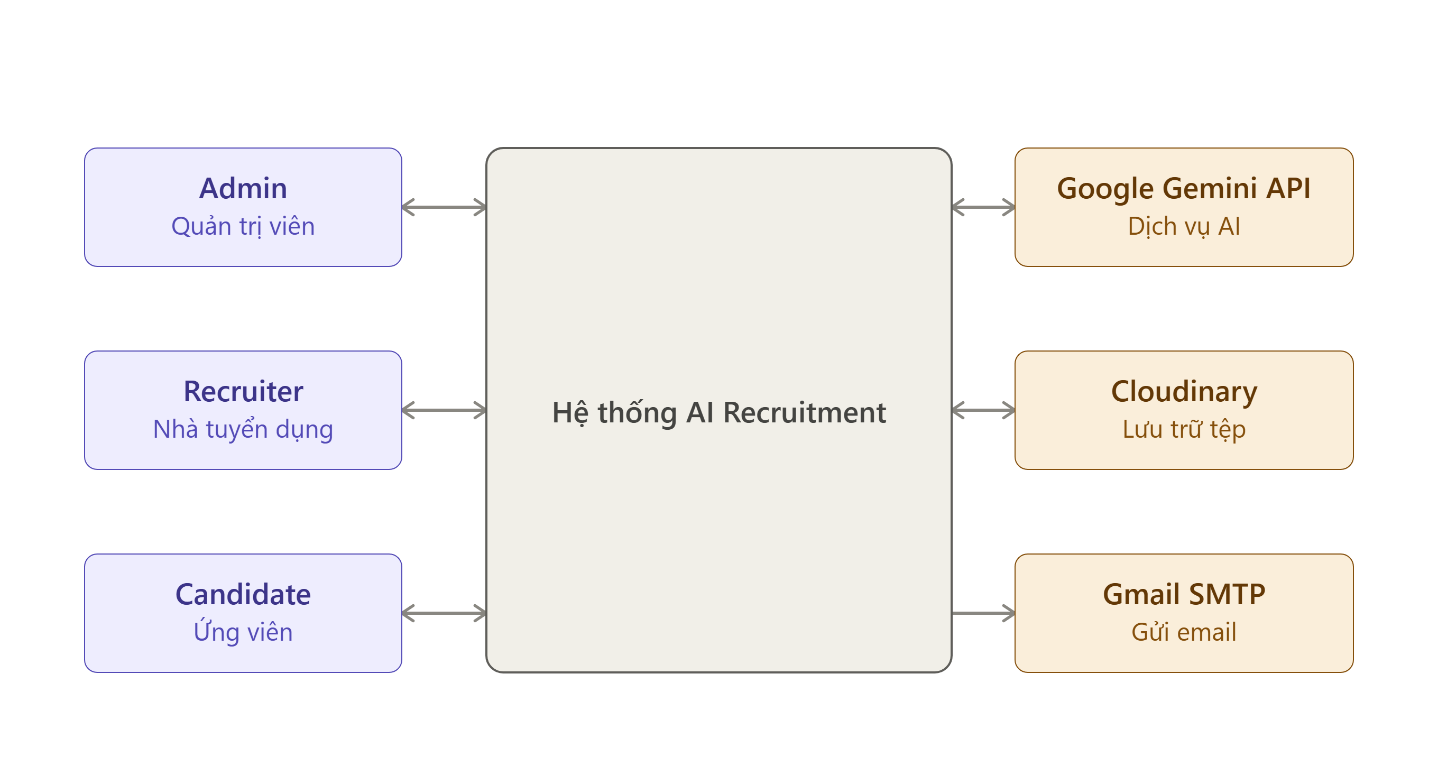 Admin
Quản trị viên
Recruiter
Nhà tuyển dụng
Candidate
Ứng viên
Hệ thống AI Recruitment
Google Gemini API
Dịch vụ AI
Cloudinary
Lưu trữ tệp
Gmail SMTP
Gửi email